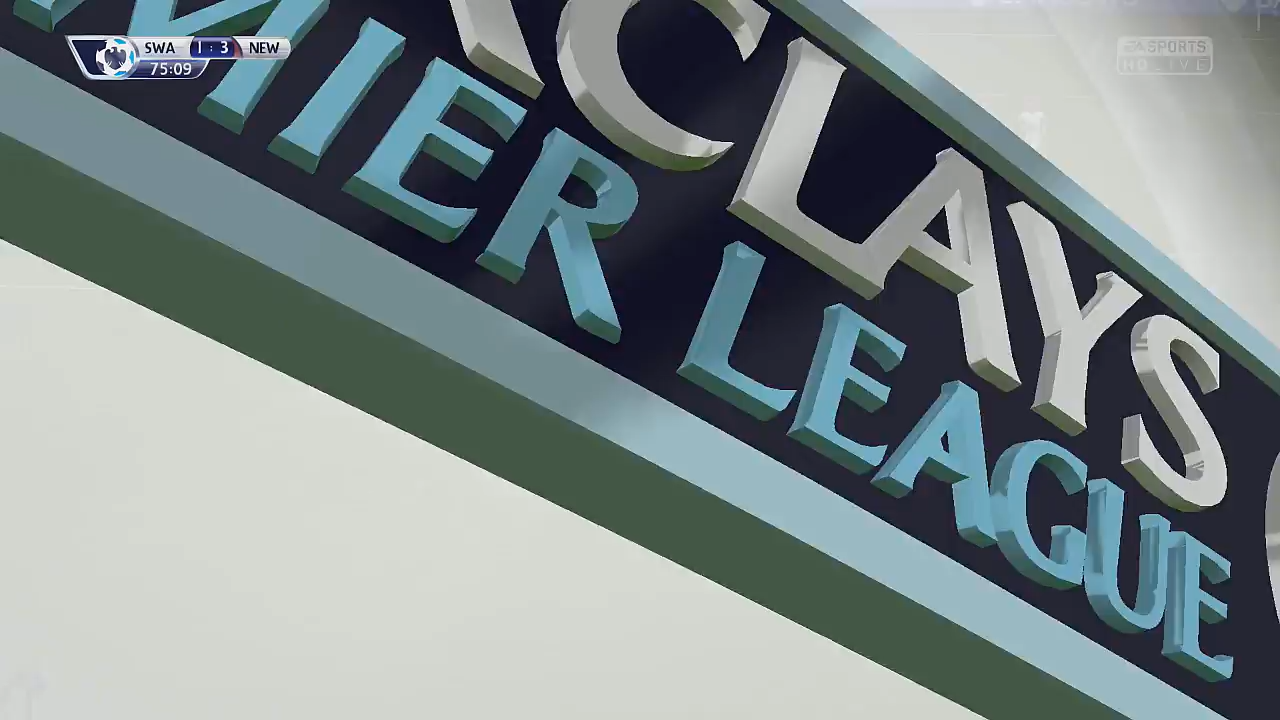 SWA 1 : 3 NEW
75:09
EA SPORTS
HD LIVE
CLAYS
MIER LEAGUE